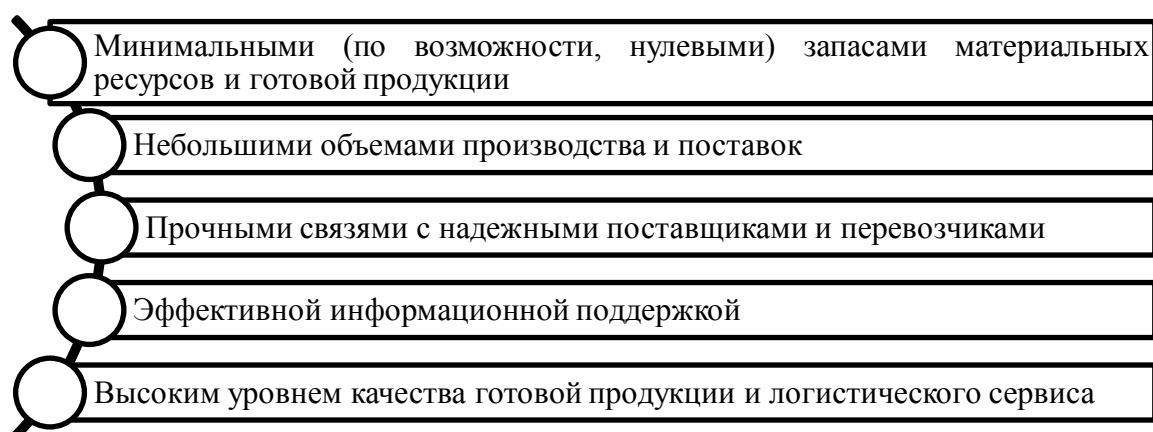 Минимальными (по возможности, нулевыми) запасами материальных
ресурсов и готовой продукции
Небольшими объемами производства и поставок
Прочными связями с надежными поставщиками и перевозчиками
Эффективной информационной поддержкой
Высоким уровнем качества готовой продукции и логистического сервиса